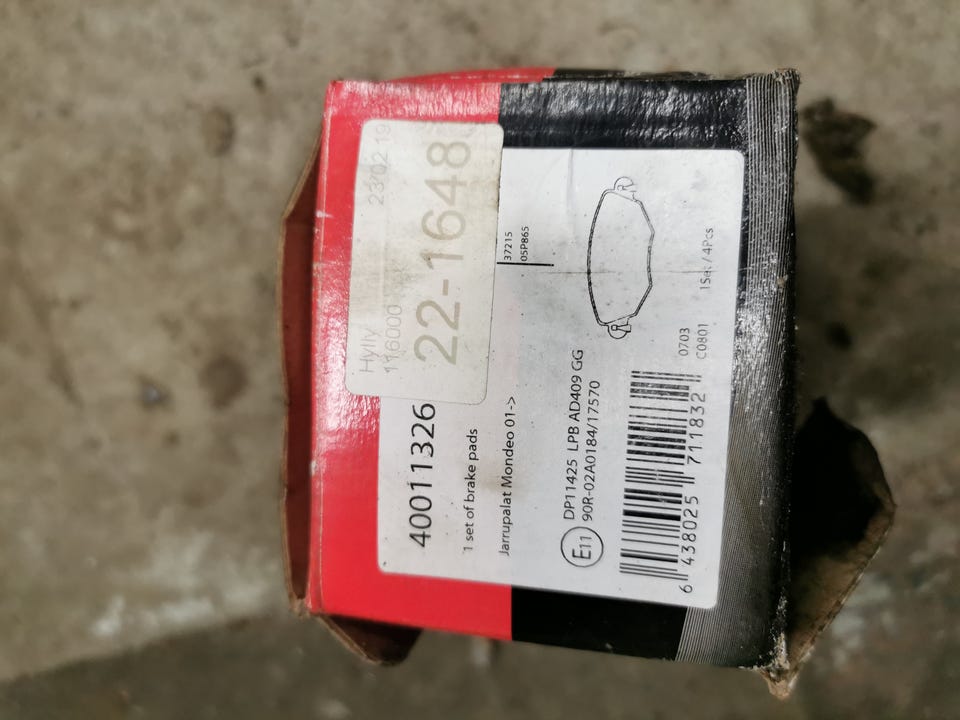 Hylly 23/02/19
116000
22-1648
40011326
37215
05P865
1 set of brake pads
Jarrupalat Mondeo 01->
E11
DP11425 LPB AD409 GG
90R-02A0184/17570
6 438025 711832
0703
C0801
1Set / 4Pcs